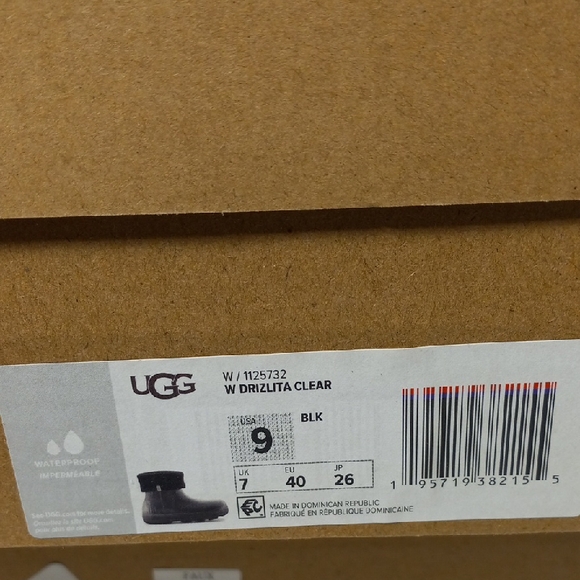 UGG
W / 1125732
W DRIZLITA CLEAR
USA
9
BLK
UK EU JP
7 40 26
WATERPROOF
IMPERMÉABLE
MADE IN DOMINICAN REPUBLIC
FABRIQUÉ EN RÉPUBLIQUE DOMINICAINE
1 95719 38215 5